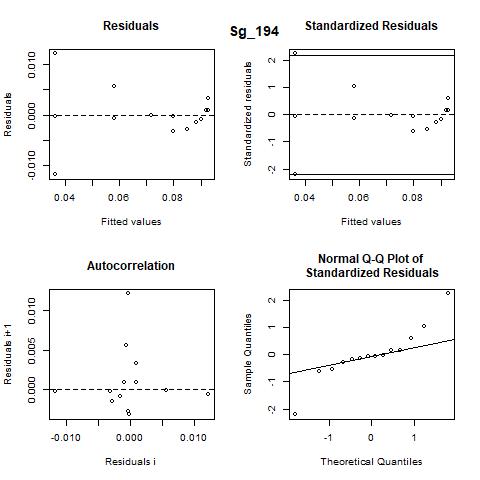 Sg_194
Residuals
0.010
0.000
-0.010
Residuals
0.04
0.06
0.08
Fitted values
Standardized Residuals
2
1
0
-1
-2
Standardized residuals
0.04
0.06
0.08
Fitted values
Autocorrelation
0.010
0.005
0.000
Residuals i+1
-0.010
0.000
0.010
Residuals i
Normal Q-Q Plot of
Standardized Residuals
2
1
0
-1
-2
Sample Quantiles
-1
0
1
Theoretical Quantiles